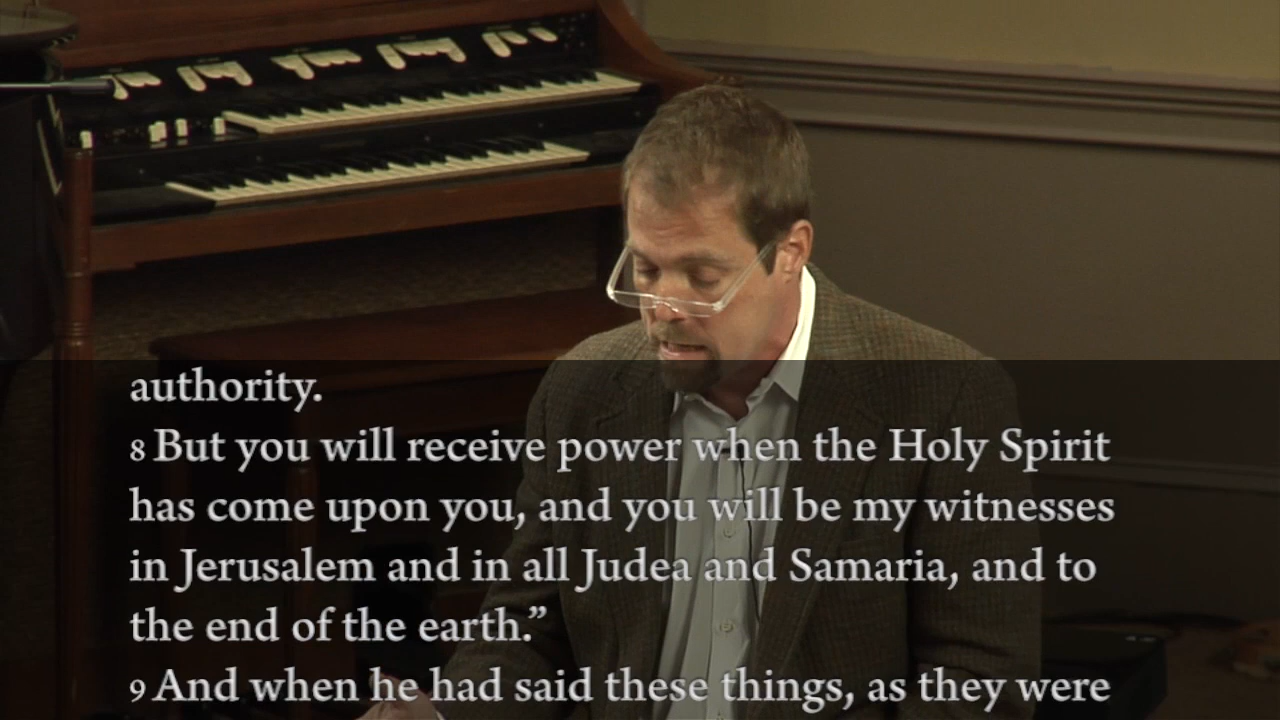 authority.
8 But you will receive power when the Holy Spirit
has come upon you, and you will be my witnesses
in Jerusalem and in all Judea and Samaria, and to
the end of the earth.”
9 And when he had said these things, as they were